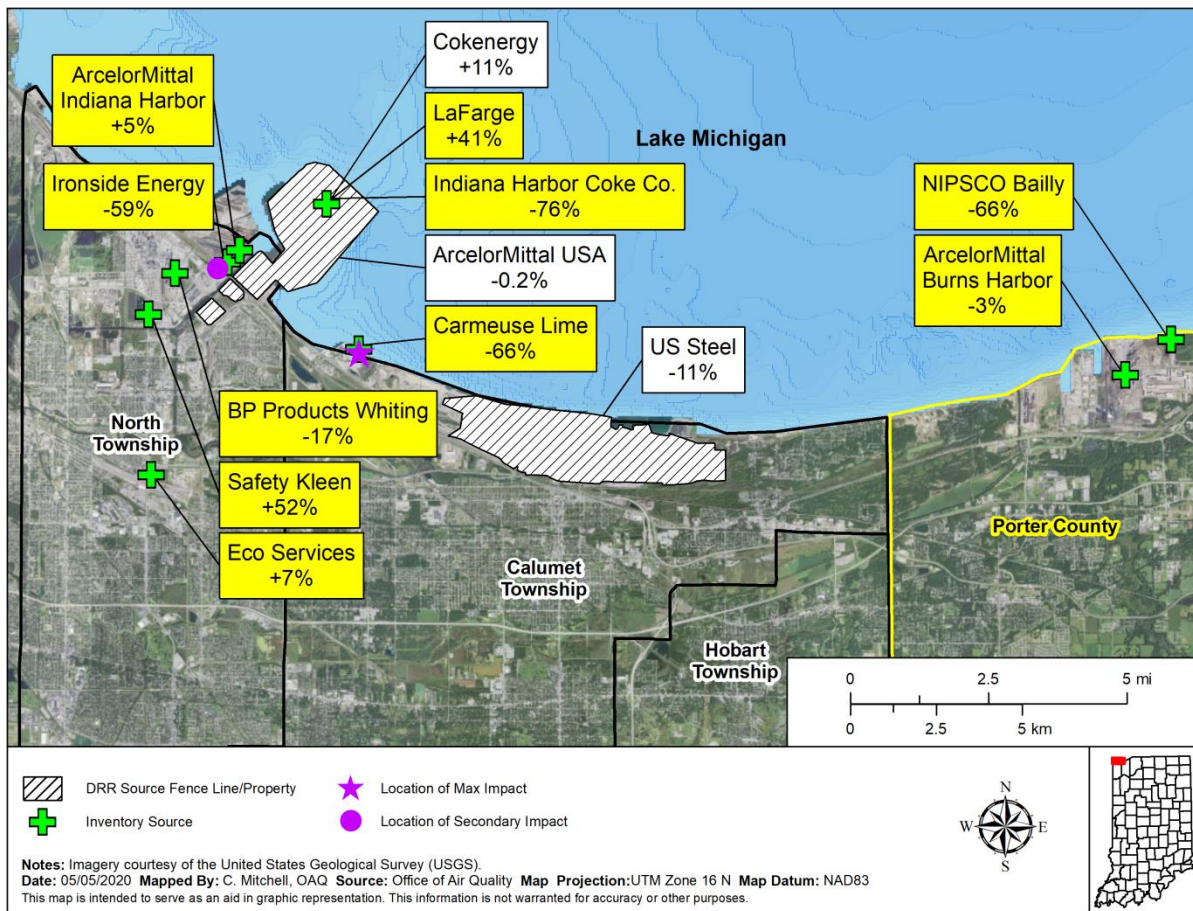 Cokenergy
+11%
ArcelorMittal
Indiana Harbor
+5%
LaFarge
+41%
Lake Michigan
Ironside Energy
-59%
Indiana Harbor Coke Co.
-76%
NIPSCO Bailly
-66%
ArcelorMittal USA
-0.2%
ArcelorMittal
Burns Harbor
-3%
Carmeuse Lime
-66%
US Steel
-11%
BP Products Whiting
-17%
North
Township
Safety Kleen
+52%
Porter County
Eco Services
+7%
Calumet
Township
Hobart
Township
0 2.5 5 mi
0 2.5 5 km
DRR Source Fence Line/Property
Location of Max Impact
Inventory Source
Location of Secondary Impact
N
W E
S
Notes: Imagery courtesy of the United States Geological Survey (USGS).
Date: 05/05/2020 Mapped By: C. Mitchell, OAQ Source: Office of Air Quality Map Projection:UTM Zone 16 N Map Datum: NAD83
This map is intended to serve as an aid in graphic representation. This information is not warranted for accuracy or other purposes.